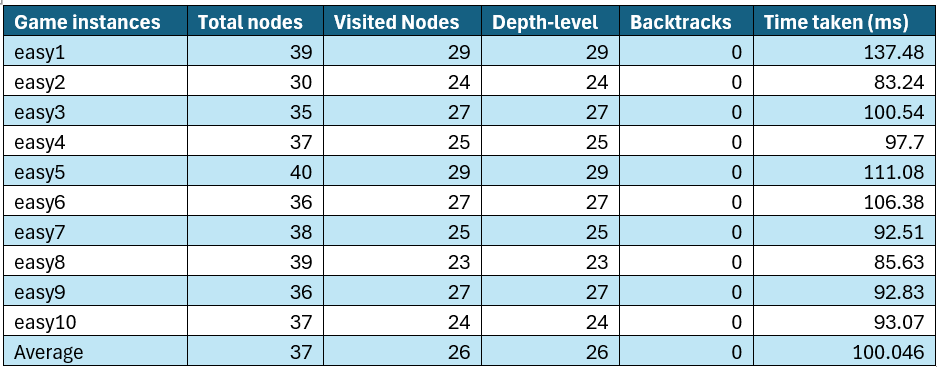 Game instances Total nodes Visited Nodes Depth-level Backtracks Time taken (ms)
easy1 39 29 29 0 137.48
easy2 30 24 24 0 83.24
easy3 35 27 27 0 100.54
easy4 37 25 25 0 97.7
easy5 40 29 29 0 111.08
easy6 36 27 27 0 106.38
easy7 38 25 25 0 92.51
easy8 39 23 23 0 85.63
easy9 36 27 27 0 92.83
easy10 37 24 24 0 93.07
Average 37 26 26 0 100.046